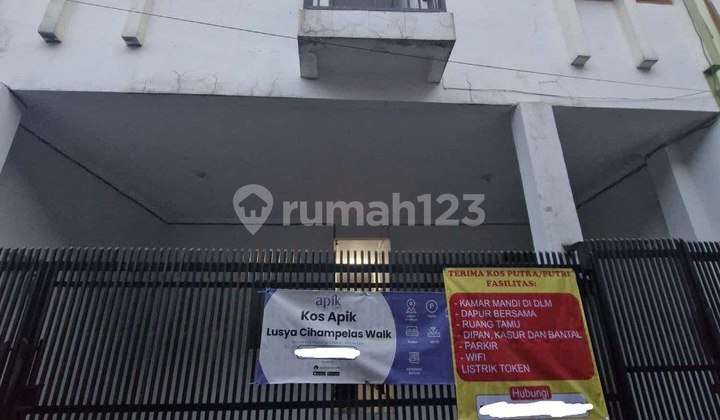 rumah123
apik
Kos Apik
Lusya Cihampelas Walk
TERIMA KOS PUTRA/PUTRI
FASILITAS:
- KAMAR MANDI DI DLM
- DAPUR BERSAMA
- RUANG TAMU
- DIPAN, KASUR DAN BANTAL
- PARKIR
- WIFI
LISTRIK TOKEN
Hubungi